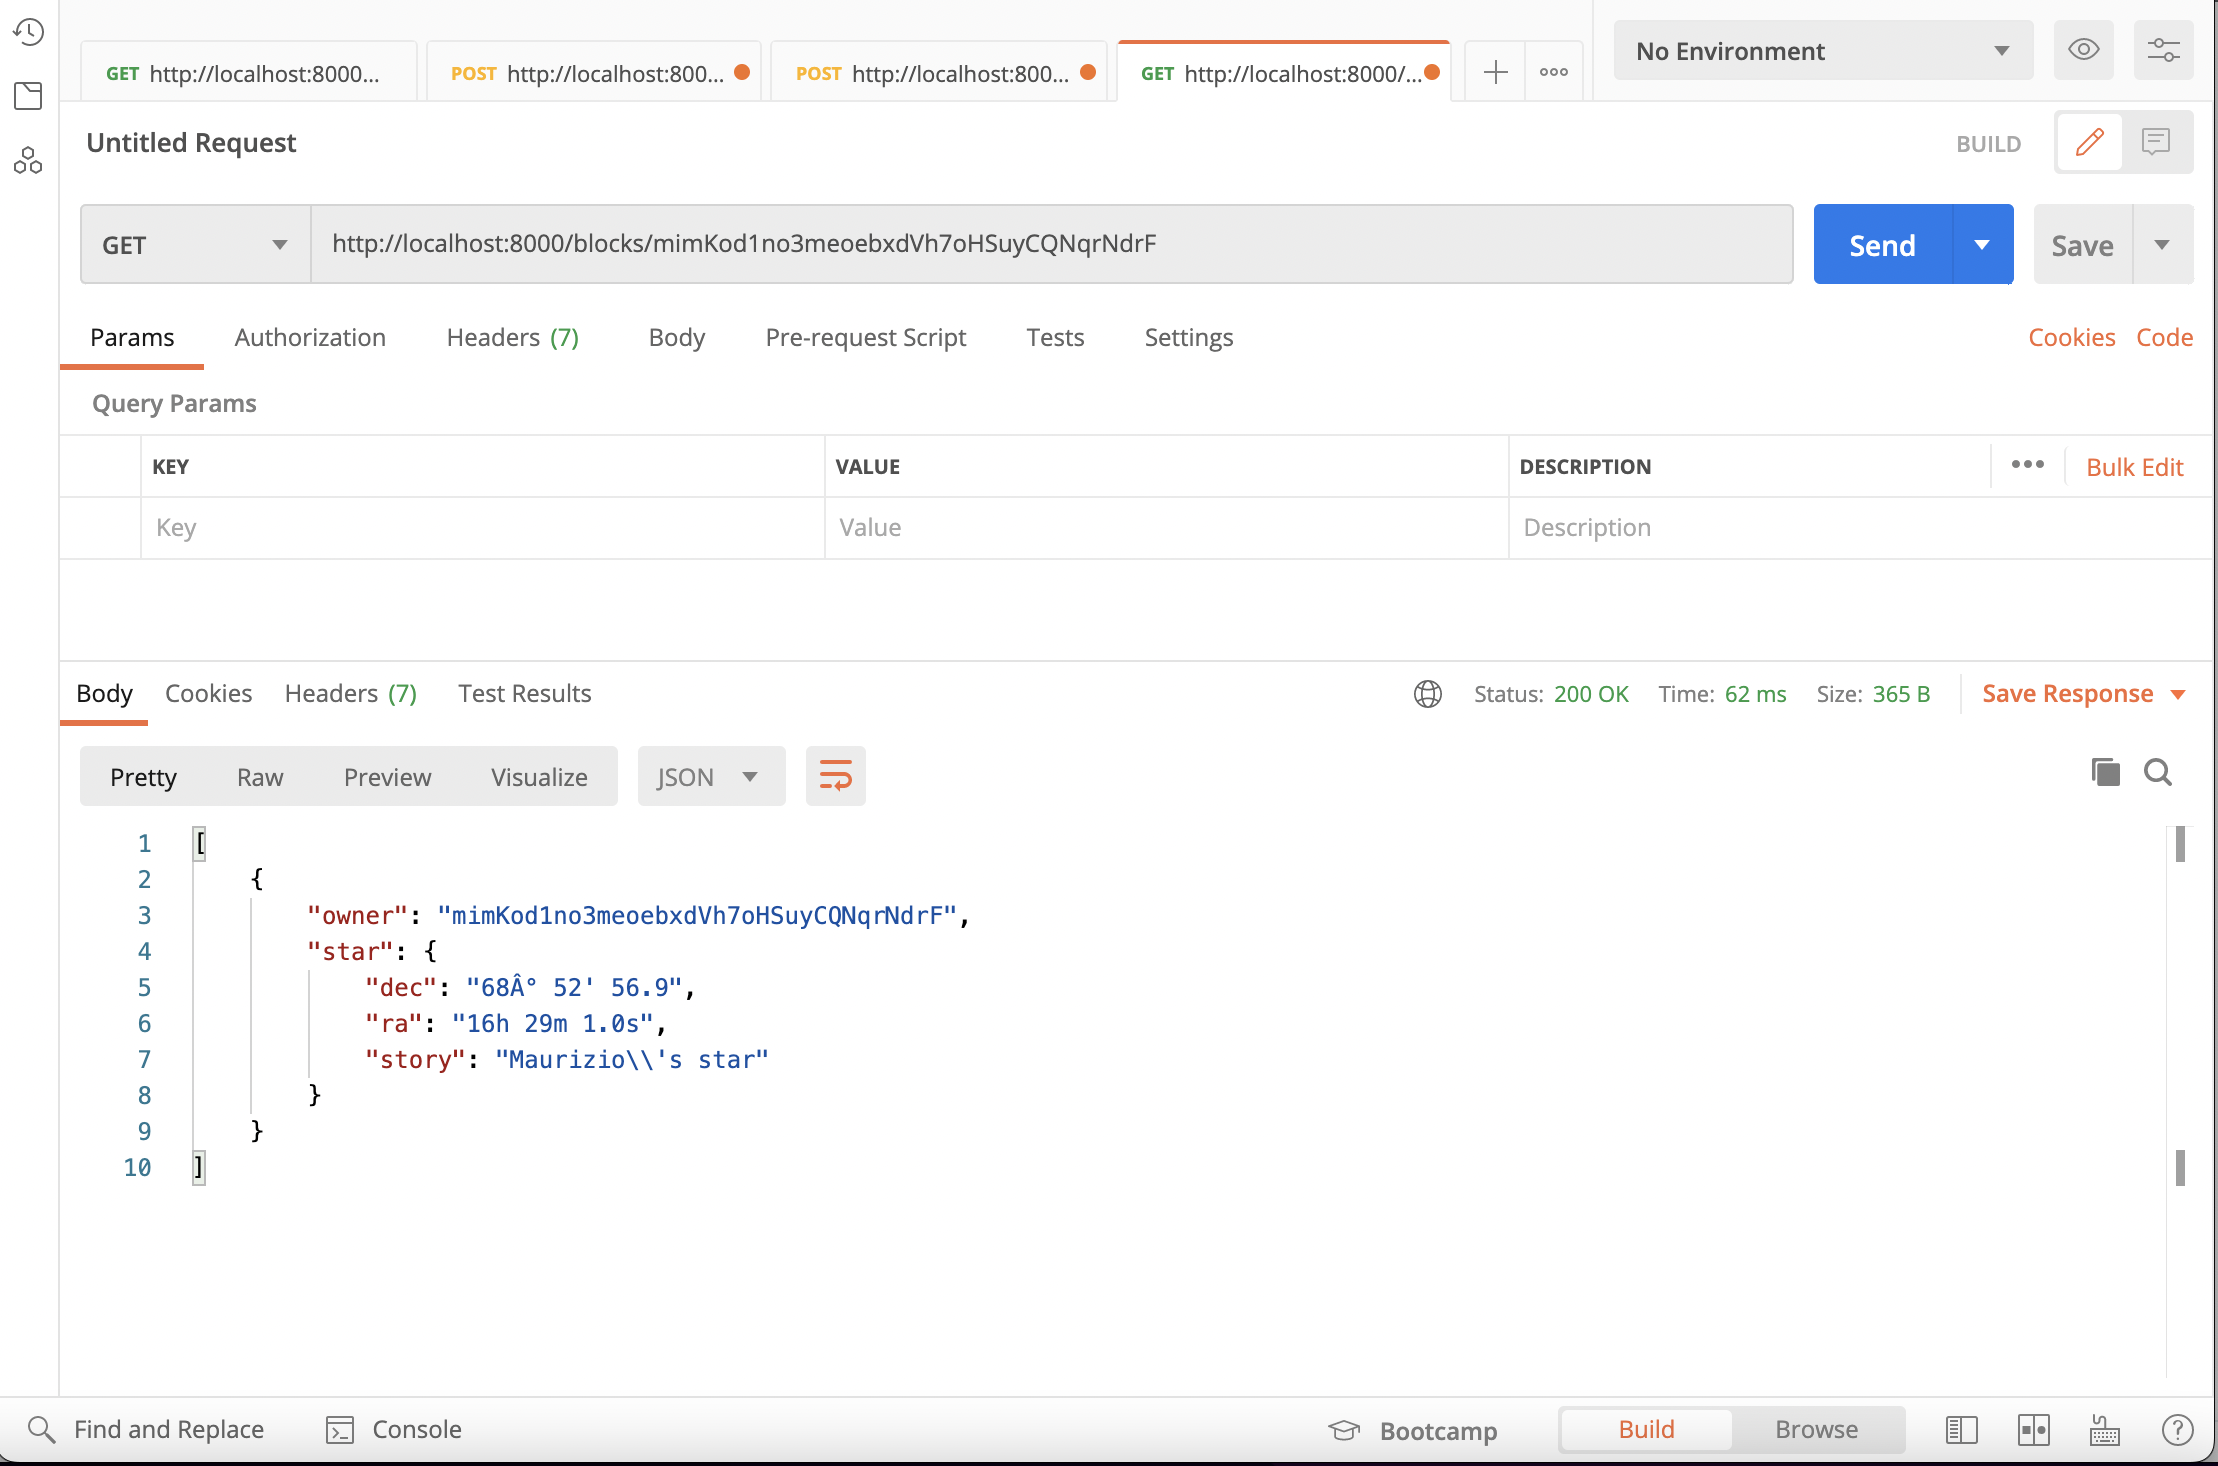 GET http://localhost:8000...
POST http://localhost:800...
POST http://localhost:800...
GET http://localhost:8000/...
No Environment
Untitled Request
BUILD
GET
http://localhost:8000/blocks/mimKod1no3meoebxdVh7oHSuyCQNqrNdrF
Send
Save
Params Authorization Headers (7) Body Pre-request Script Tests Settings Cookies Code
Query Params
KEY VALUE DESCRIPTION Bulk Edit
Key Value Description
Body Cookies Headers (7) Test Results Status: 200 OK Time: 62 ms Size: 365 B Save Response
Pretty Raw Preview Visualize JSON
1 [
2 {
3 "owner": "mimKod1no3meoebxdVh7oHSuyCQNqrNdrF",
4 "star": {
5 "dec": "68Â° 52' 56.9",
6 "ra": "16h 29m 1.0s",
7 "story": "Maurizio\\'s star"
8 }
9 }
10 ]
Find and Replace Console Bootcamp Build Browse